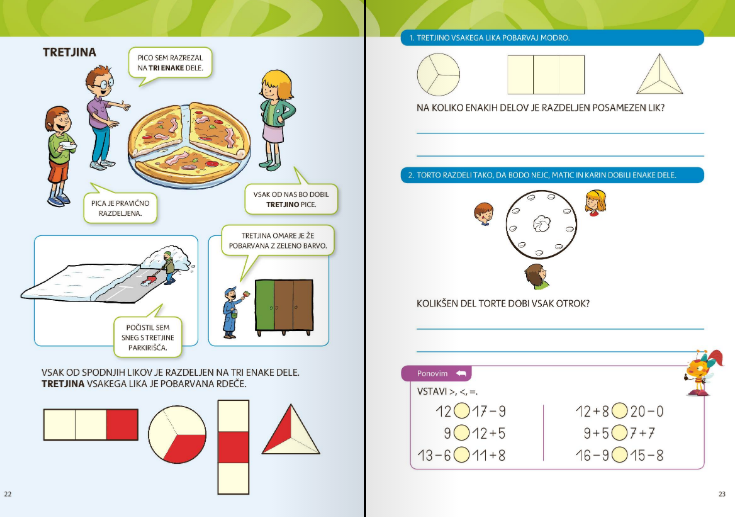 TRETJINA
PICO SEM RAZREZAL
NA TRI ENAKE DELE.
PICA JE PRAVIČNO
RAZDELJENA.
VSAK OD NAS BO DOBIL
TRETJINO PICE.
TRETJINA OMARE JE ŽE
POBARVANA Z ZELENO BARVO.
POČISTIL SEM
SNEG S TRETJINE
PARKIRIŠČA.
VSAK OD SPODNJIH LIKOV JE RAZDELJEN NA TRI ENAKE DELE.
TRETJINA VSAKEGA LIKA JE POBARVANA RDEČE.
22
1. TRETJINO VSAKEGA LIKA POBARVAJ MODRO.
NA KOLIKO ENAKIH DELOV JE RAZDELJEN POSAMEZEN LIK?
2. TORTO RAZDELI TAKO, DA BODO NEJC, MATIC IN KARIN DOBILI ENAKE DELE.
KOLIKŠEN DEL TORTE DOBI VSAK OTROK?
Ponovim
VSTAVI >, <, =.
12 17-9
9 12+5
13-6 11+8
12+8 20-0
9+5 7+7
16-9 15-8
23